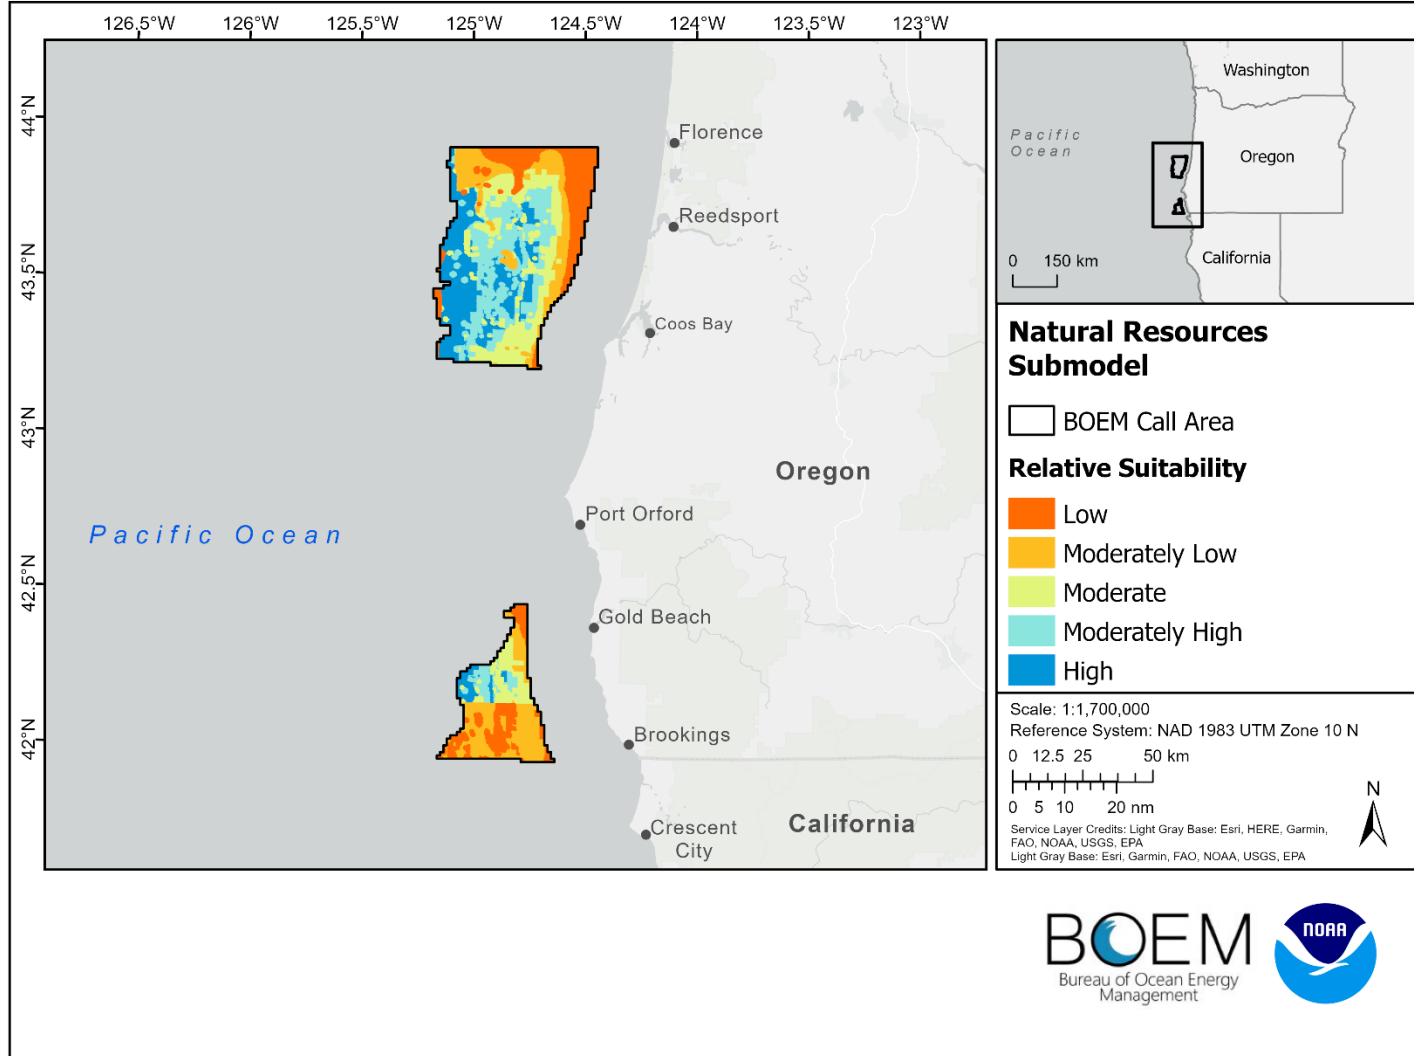 126.5°W
126°W
125.5°W
125°W
124.5°W
124°W
123.5°W
123°W
44°N
43.5°N
43°N
42.5°N
42°N
Florence
Reedsport
Coos Bay
Oregon
Port Orford
Pacific Ocean
Gold Beach
Brookings
California
Crescent
City
Washington
Pacific
Ocean
Oregon
California
0 150 km
Natural Resources
Submodel
BOEM Call Area
Relative Suitability
Low
Moderately Low
Moderate
Moderately High
High
Scale: 1:1,700,000
Reference System: NAD 1983 UTM Zone 10 N
0 12.5 25 50 km
0 5 10 20 nm
N
Service Layer Credits: Light Gray Base: Esri, HERE, Garmin,
FAO, NOAA, USGS, EPA
Light Gray Base: Esri, Garmin, FAO, NOAA, USGS, EPA
BOEM
Bureau of Ocean Energy
Management
NOAA